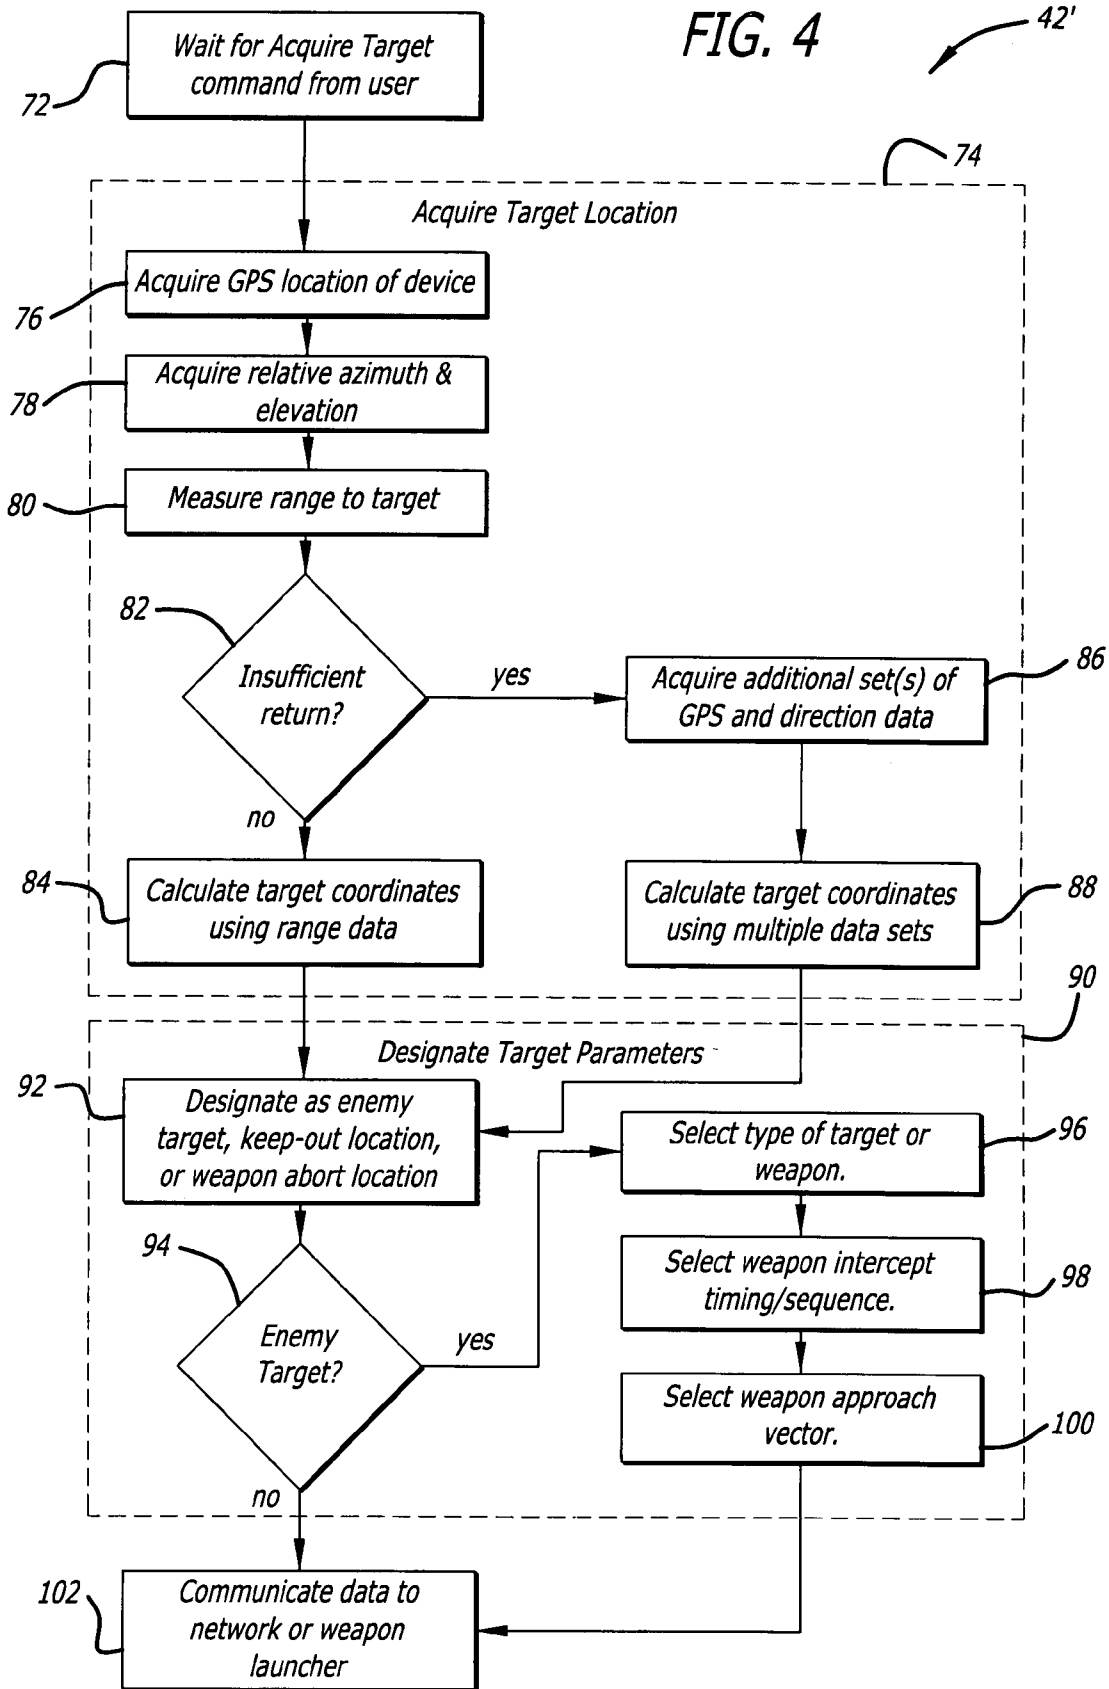 FIG. 4
42'
Wait for Acquire Target
command from user
72
74
Acquire Target Location
Acquire GPS location of device
76
Acquire relative azimuth &
elevation
78
Measure range to target
80
82
Insufficient
return?
yes
Acquire additional set(s) of
GPS and direction data
86
no
84
Calculate target coordinates
using range data
Calculate target coordinates
using multiple data sets
88
90
Designate Target Parameters
92
Designate as enemy
target, keep-out location,
or weapon abort location
Select type of target or
weapon.
96
94
Enemy
Target?
yes
Select weapon intercept
timing/sequence.
98
Select weapon approach
vector.
100
no
102
Communicate data to
network or weapon
launcher